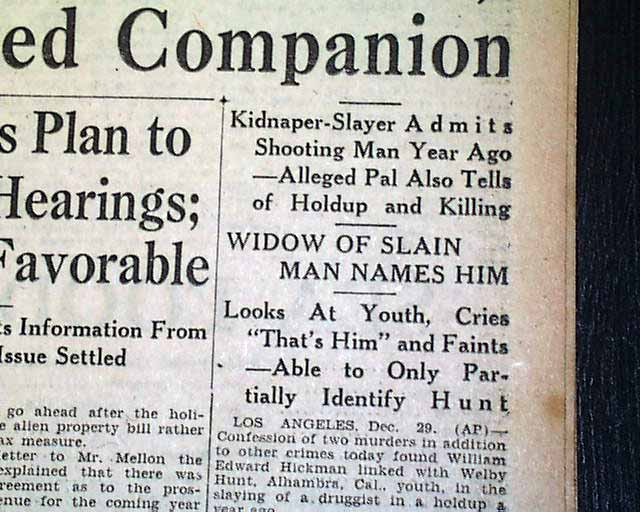 ed Companion
s Plan to
Hearings;
Favorable
s Information From
Issue Settled
go ahead after the holi-
e alien property bill rather
ax measure.
etter to Mr. Mellon the
explained that there was
reement as to the pros-
enue for the coming year
Kidnaper-Slayer Admits
Shooting Man Year Ago
—Alleged Pal Also Tells
of Holdup and Killing
WIDOW OF SLAIN
MAN NAMES HIM
Looks At Youth, Cries
"That's Him" and Faints
—Able to Only Par-
tially Identify Hunt
LOS ANGELES, Dec. 29. (AP)—
Confession of two murders in addition
to other crimes today found William
Edward Hickman linked with Welby
Hunt, Alhambra, Cal., youth, in the
slaying of a druggist in a holdup a
year ago.